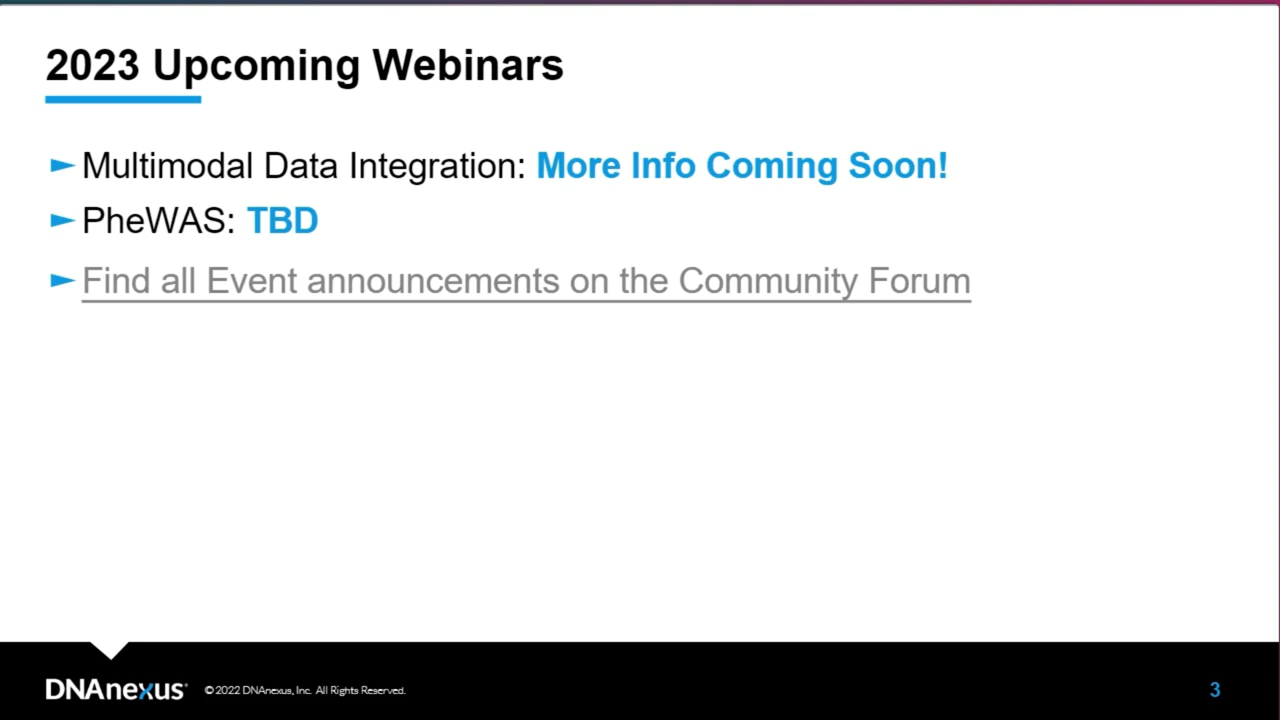 2023 Upcoming Webinars
Multimodal Data Integration: More Info Coming Soon!
PheWAS: TBD
Find all Event announcements on the Community Forum
DNAnexus® © 2022 DNAnexus, Inc. All Rights Reserved. 3